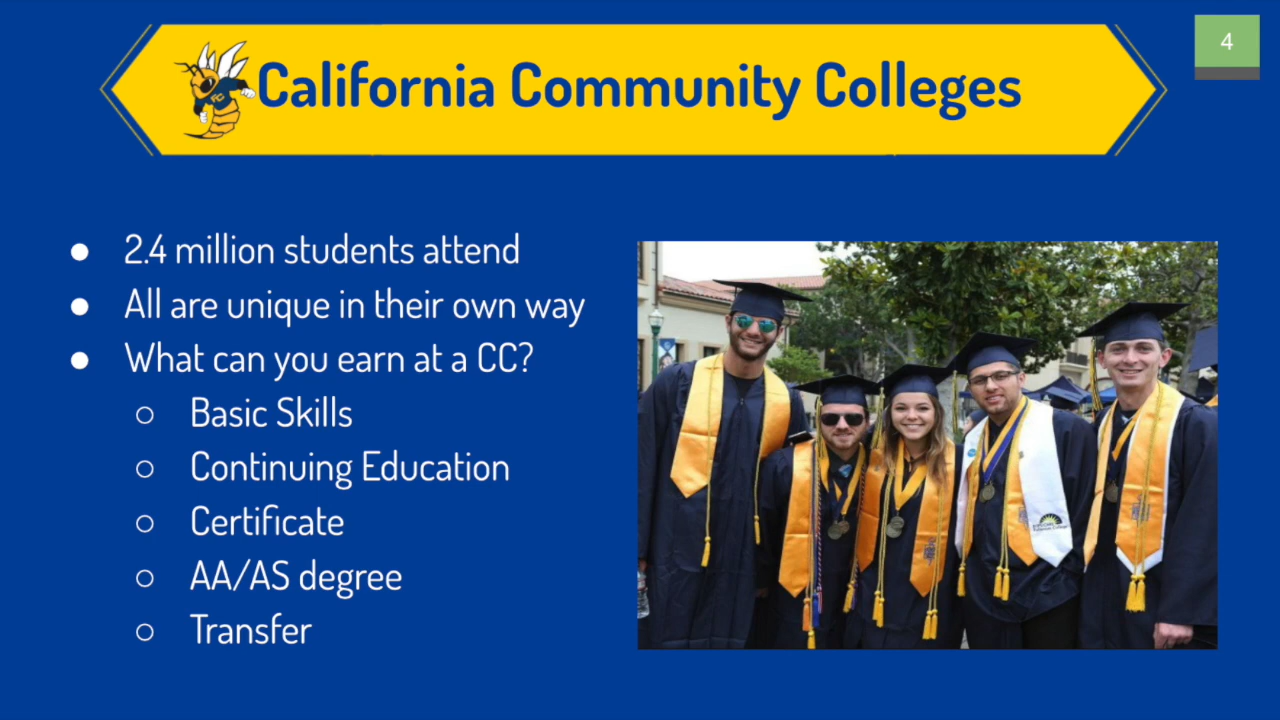 California Community Colleges
4
● 2.4 million students attend
● All are unique in their own way
● What can you earn at a CC?
○ Basic Skills
○ Continuing Education
○ Certificate
○ AA/AS degree
○ Transfer
FC